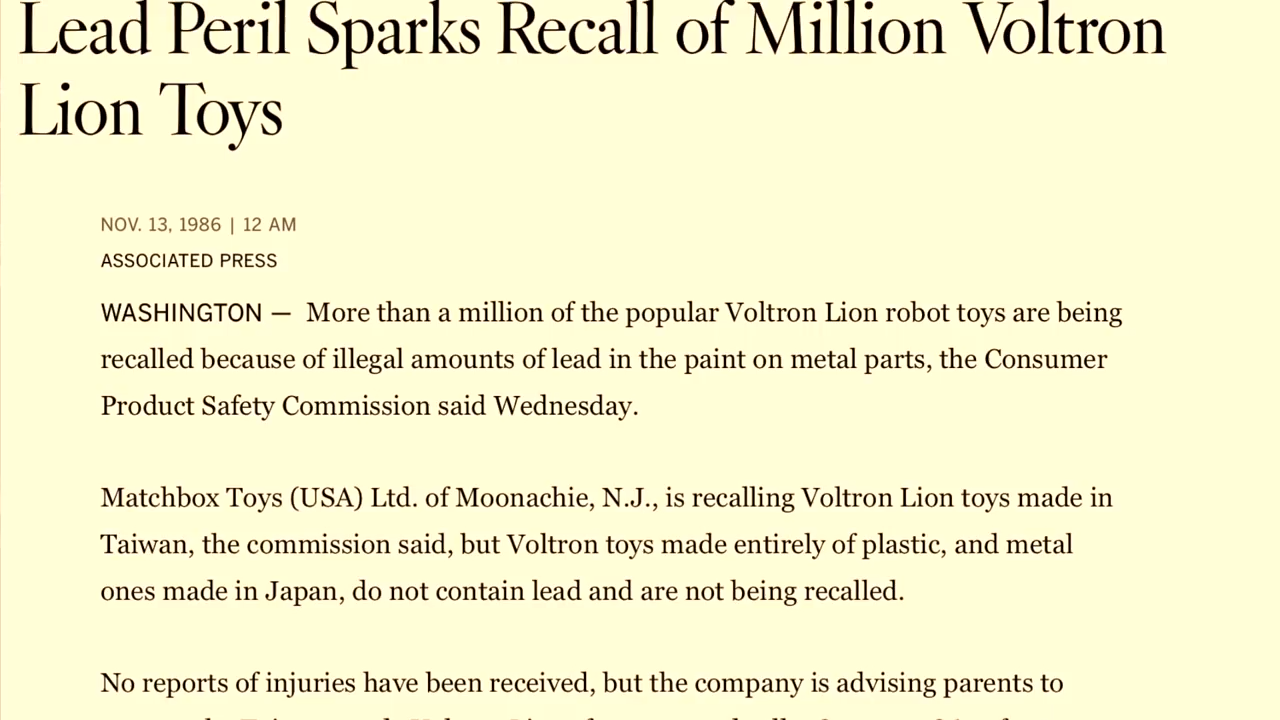 Lead Peril Sparks Recall of Million Voltron
Lion Toys
NOV. 13, 1986 | 12 AM
ASSOCIATED PRESS
WASHINGTON — More than a million of the popular Voltron Lion robot toys are being
recalled because of illegal amounts of lead in the paint on metal parts, the Consumer
Product Safety Commission said Wednesday.
Matchbox Toys (USA) Ltd. of Moonachie, N.J., is recalling Voltron Lion toys made in
Taiwan, the commission said, but Voltron toys made entirely of plastic, and metal
ones made in Japan, do not contain lead and are not being recalled.
No reports of injuries have been received, but the company is advising parents to